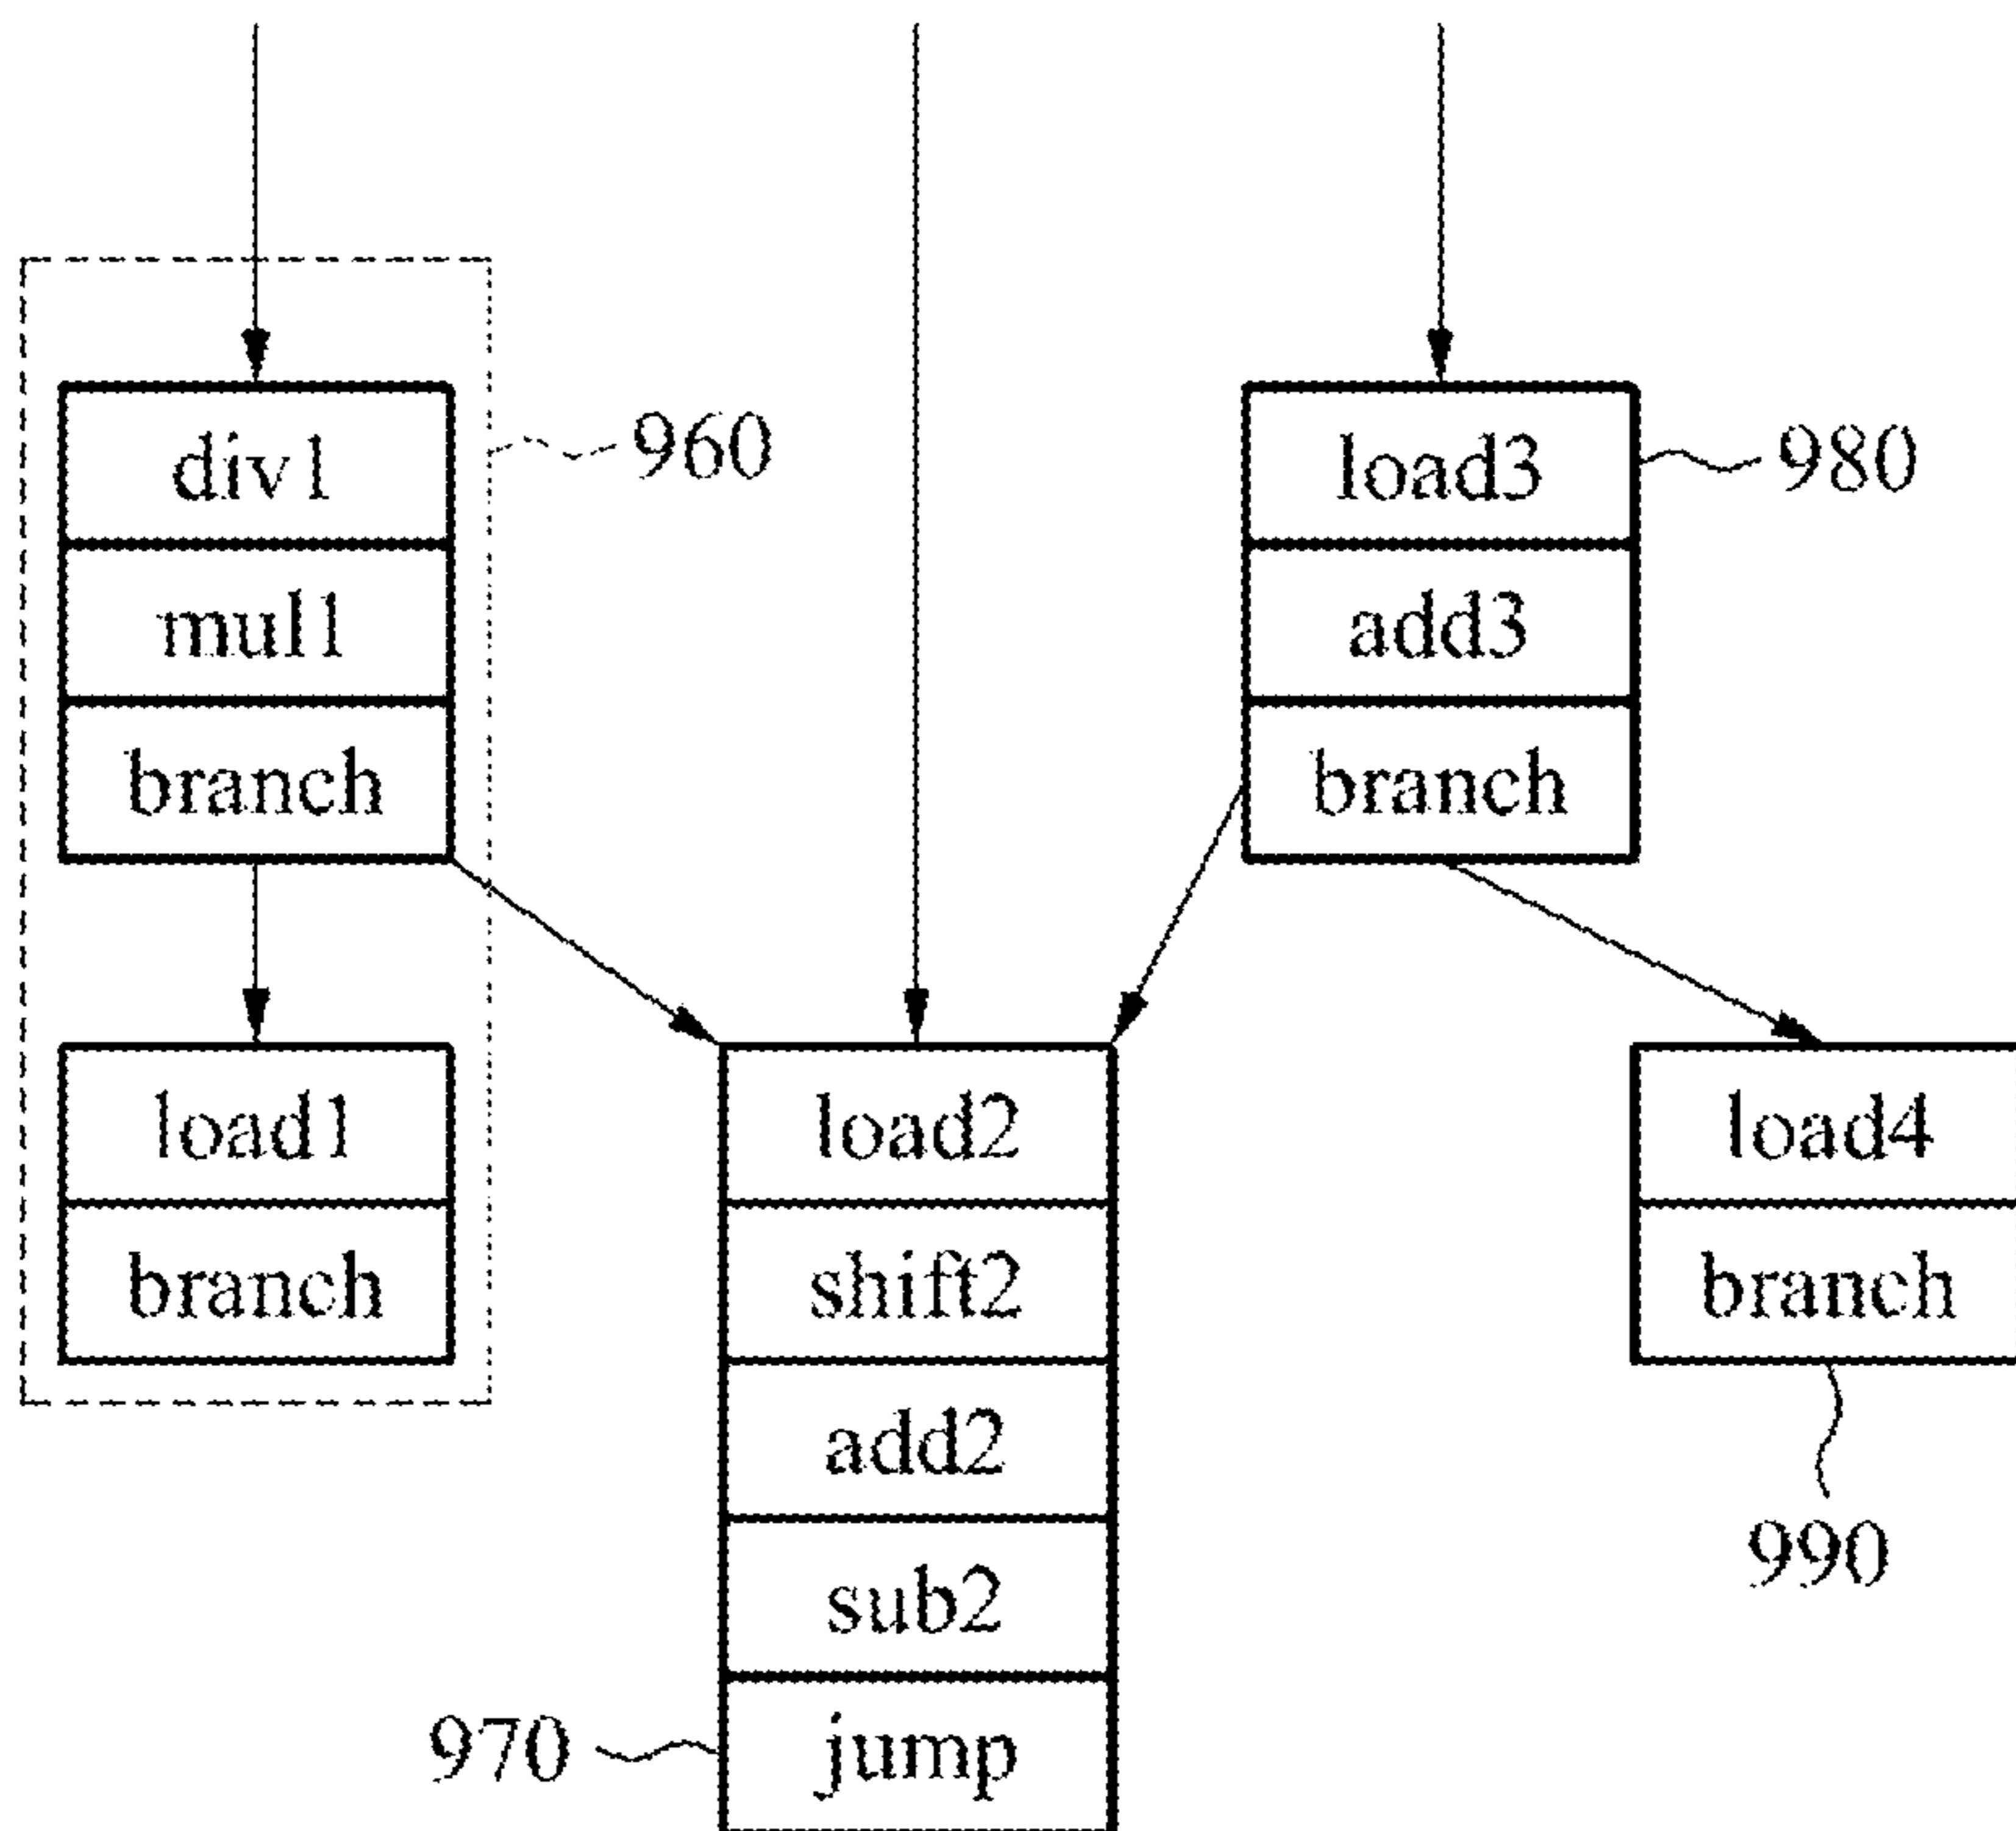 div1
mul1
branch
960
load3
add3
branch
980
load1
branch
load2
shift2
add2
sub2
jump
970
load4
branch
990